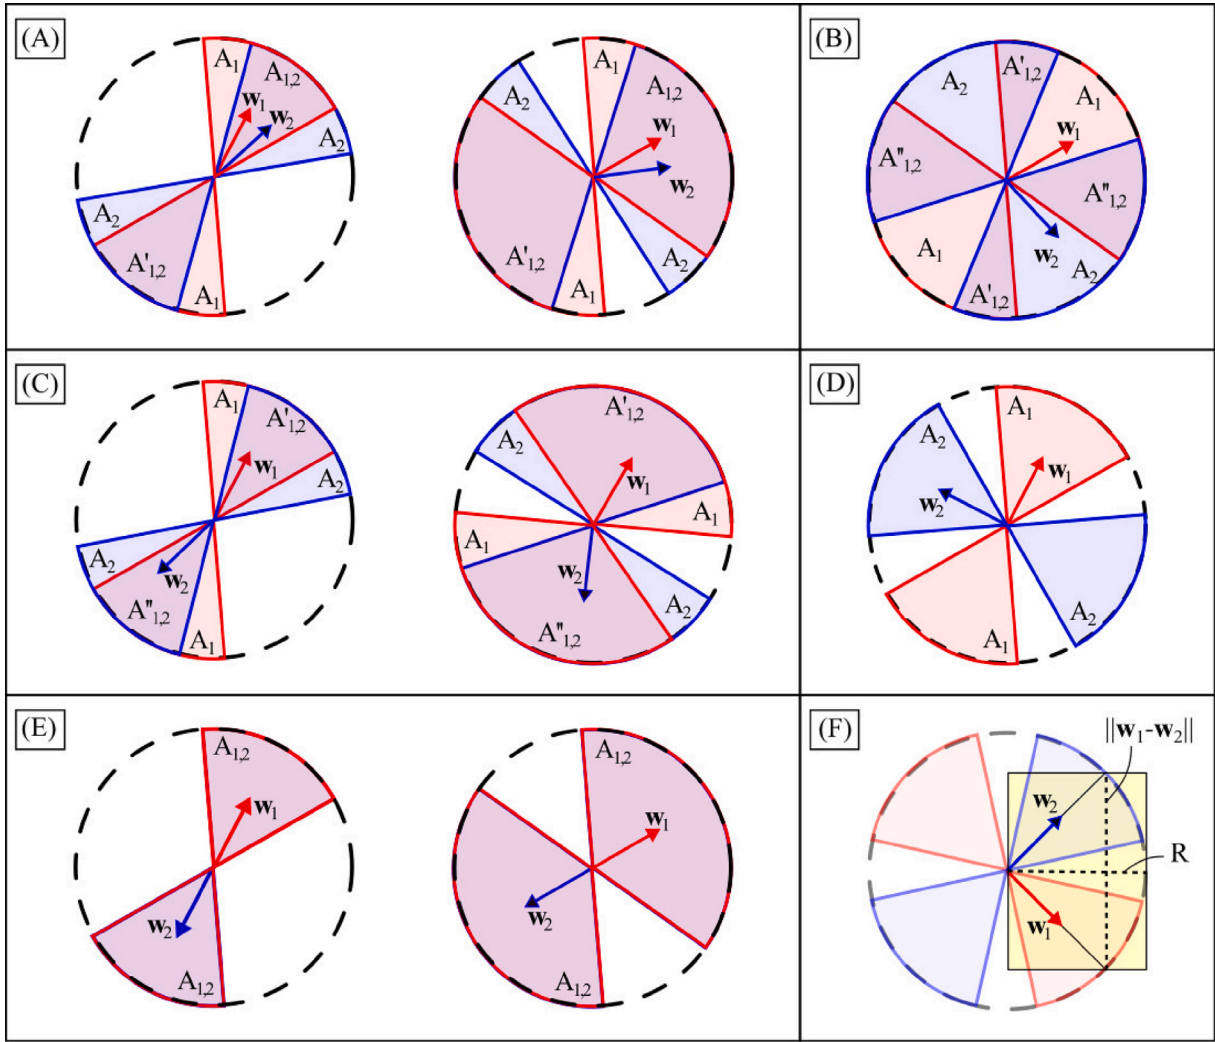 (A)
A₁
A₁,₂
w₁
w₂
A₂
A₂
A'₁,₂
A₁
A₁
A₂
A₁,₂
w₁
w₂
A'₁,₂
A₂
A₁
(B)
A₂
A'₁,₂
A₁
w₁
A"₁,₂
A"₁,₂
A₁
w₂
A₂
A'₁,₂
(C)
A₁
A'₁,₂
w₁
A₂
A₂
w₂
A"₁,₂
A₁
A'₁,₂
A₂
w₁
A₁
A₁
w₂
A₂
A"₁,₂
(D)
A₁
A₂
w₁
w₂
A₂
A₁
(E)
A₁,₂
w₁
w₂
A₁,₂
A₁,₂
w₁
w₂
A₁,₂
(F)
||w₁-w₂||
w₂
R
w₁